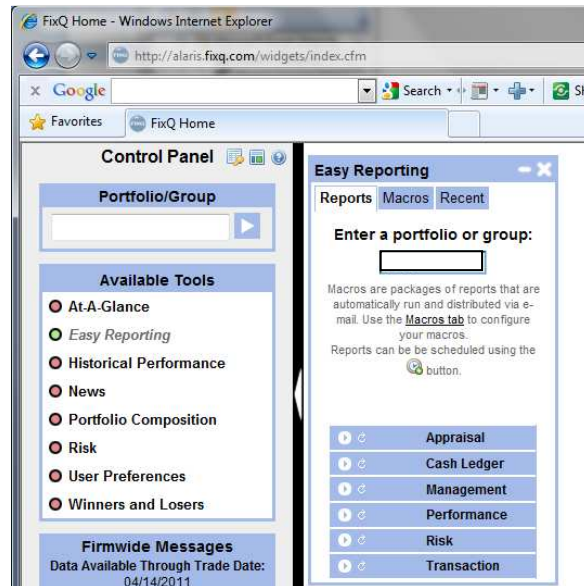 FixQ Home - Windows Internet Explorer
http://alaris.fixq.com/widgets/index.cfm
x Google Search
Favorites FixQ Home
Control Panel
Portfolio/Group
Available Tools
At-A-Glance
Easy Reporting
Historical Performance
News
Portfolio Composition
Risk
User Preferences
Winners and Losers
Firmwide Messages
Data Available Through Trade Date:
04/14/2011
Easy Reporting
Reports Macros Recent
Enter a portfolio or group:
Macros are packages of reports that are
automatically run and distributed via e-
mail. Use the Macros tab to configure
your macros.
Reports can be be scheduled using the
button.
Appraisal
Cash Ledger
Management
Performance
Risk
Transaction